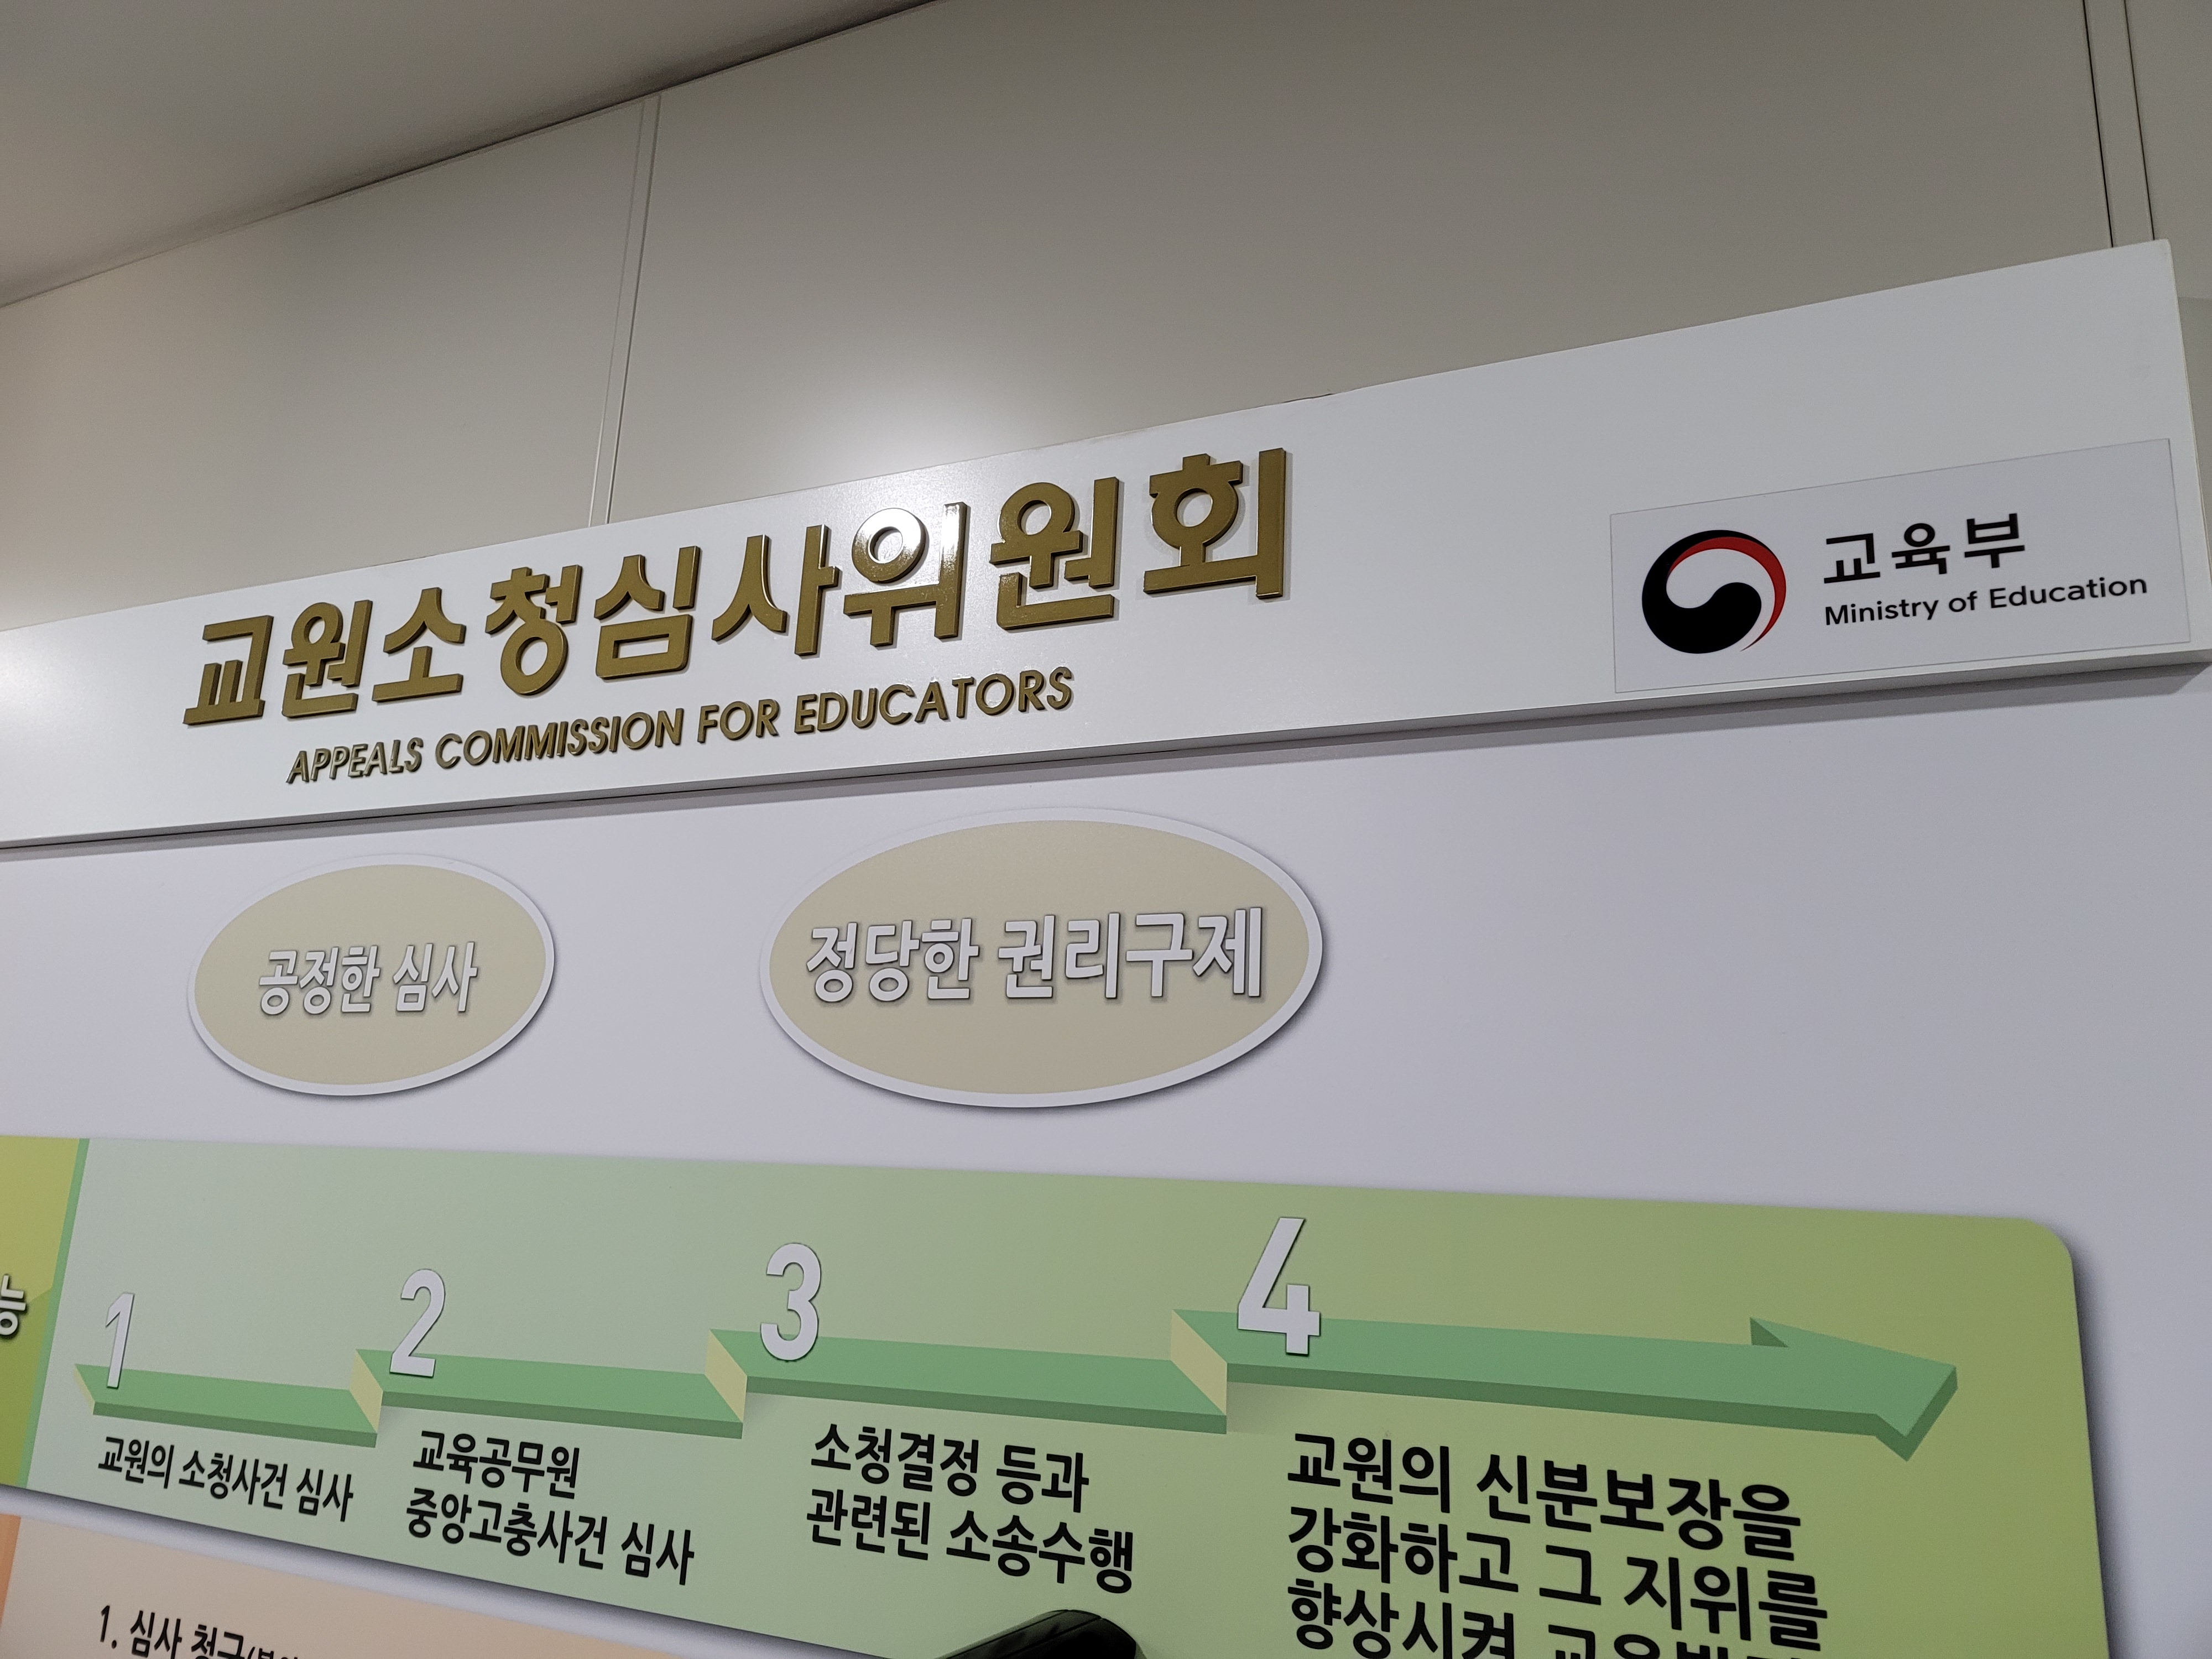 교원소청심사위원회
APPEALS COMMISSION FOR EDUCATORS
교육부
Ministry of Education
공정한 심사
정당한 권리구제
1
교원의 소청사건 심사
2
교육공무원
중앙고충사건 심사
3
소청결정 등과
관련된 소송수행
4
교원의 신분보장을
강화하고 그 지위를
향상시켜
1. 심사 청구